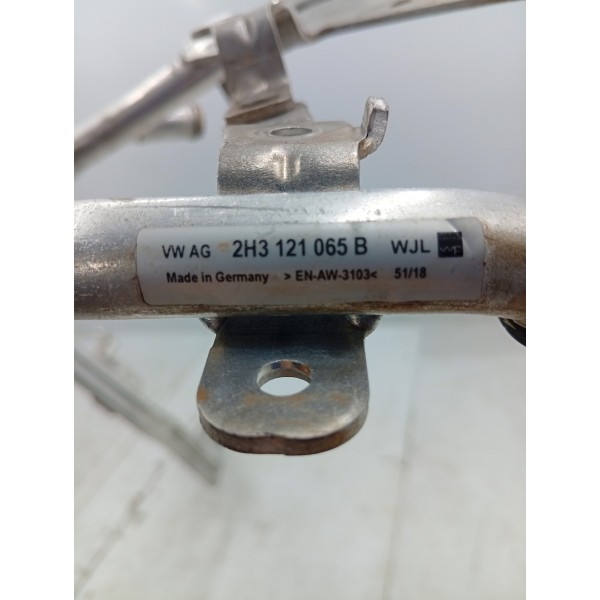 VW AG 2H3 121 065 B WJL
Made in Germany > EN-AW-3103< 51/18